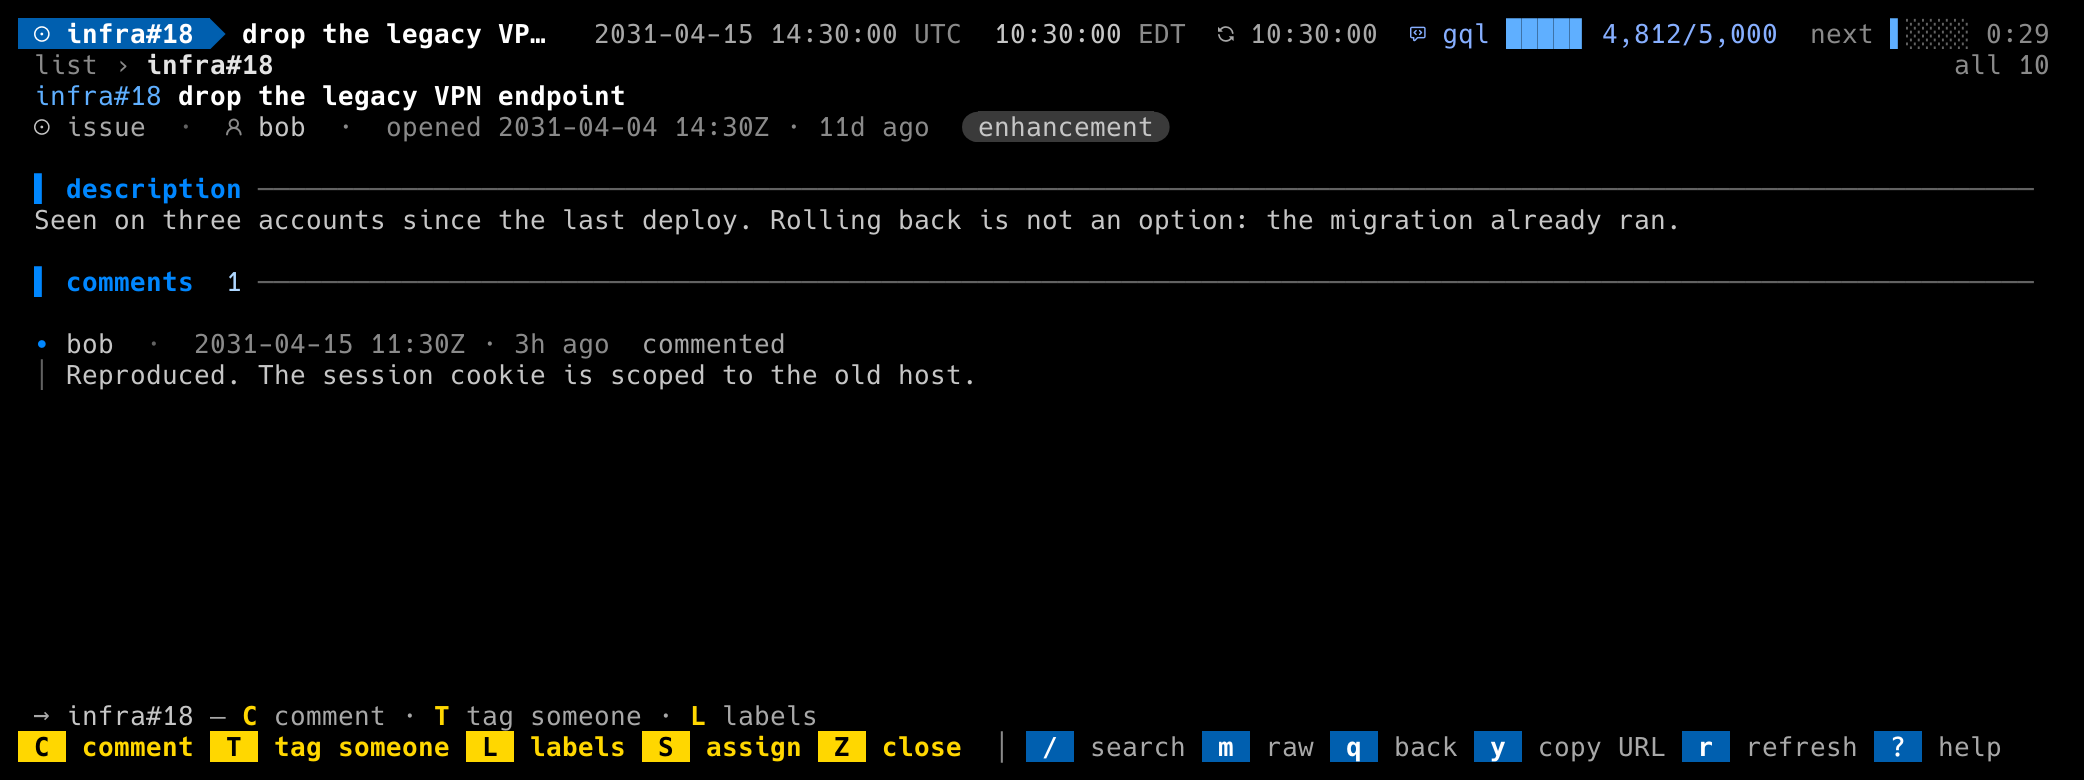 infra#18 drop the legacy VP… 2031-04-15 14:30:00 UTC 10:30:00 EDT 10:30:00 gql 4,812/5,000 next 0:29
list › infra#18 all 10
infra#18 drop the legacy VPN endpoint
issue · bob · opened 2031-04-04 14:30Z · 11d ago enhancement
description
Seen on three accounts since the last deploy. Rolling back is not an option: the migration already ran.
comments 1
• bob · 2031-04-15 11:30Z · 3h ago commented
Reproduced. The session cookie is scoped to the old host.
→ infra#18 — C comment · T tag someone · L labels
C comment T tag someone L labels S assign Z close │ / search m raw q back y copy URL r refresh ? help